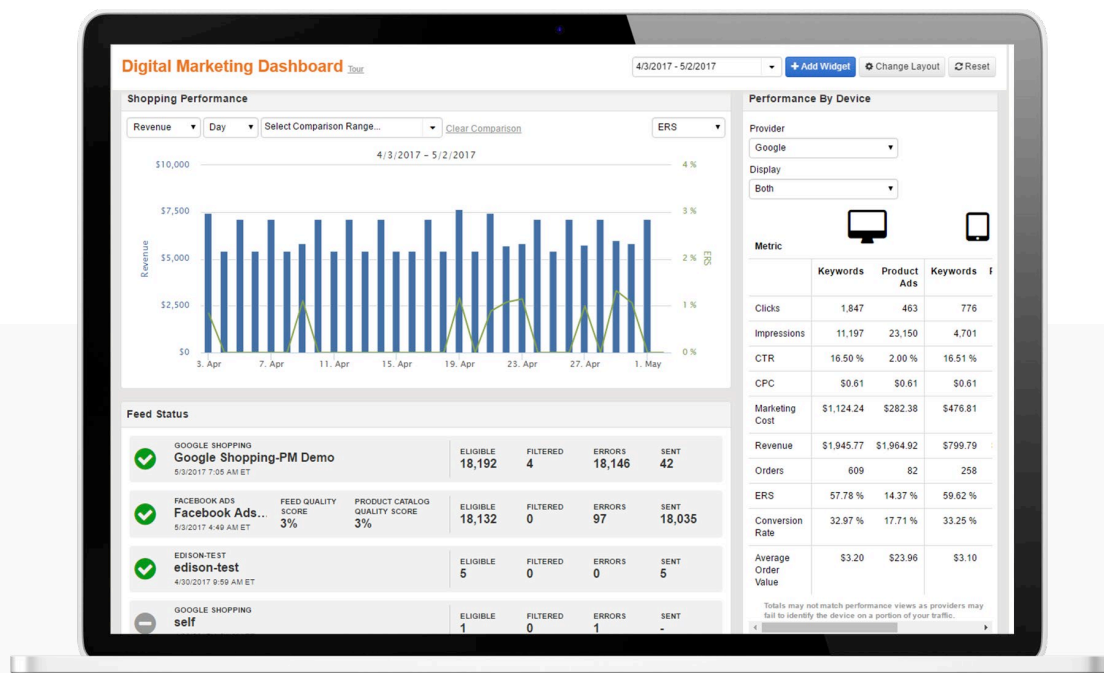 Digital Marketing Dashboard Tour
4/3/2017 - 5/2/2017
Add Widget
Change Layout
Reset
Shopping Performance
Revenue
Day
Select Comparison Range...
Clear Comparison
ERS
4/3/2017 – 5/2/2017
$10,000
$7,500
$5,000
$2,500
$0
Revenue
4 %
3 %
2 %
1 %
0 %
ERS
3. Apr 7. Apr 11. Apr 15. Apr 19. Apr 23. Apr 27. Apr 1. May
Feed Status
GOOGLE SHOPPING
Google Shopping-PM Demo
5/3/2017 7:05 AM ET
ELIGIBLE FILTERED ERRORS SENT
18,192 4 18,146 42
FACEBOOK ADS
Facebook Ads...
5/3/2017 4:49 AM ET
FEED QUALITY
SCORE
3%
PRODUCT CATALOG
QUALITY SCORE
3%
ELIGIBLE FILTERED ERRORS SENT
18,132 0 97 18,035
EDISON-TEST
edison-test
4/30/2017 9:59 AM ET
ELIGIBLE FILTERED ERRORS SENT
5 0 0 5
GOOGLE SHOPPING
self
ELIGIBLE FILTERED ERRORS SENT
1 0 1 -
Performance By Device
Provider
Google
Display
Both
Metric
Keywords Product Keywords
Ads
Clicks 1,847 463 776
Impressions 11,197 23,150 4,701
CTR 16.50 % 2.00 % 16.51 %
CPC $0.61 $0.61 $0.61
Marketing $1,124.24 $282.38 $476.81
Cost
Revenue $1,945.77 $1,964.92 $799.79
Orders 609 82 258
ERS 57.78 % 14.37 % 59.62 %
Conversion 32.97 % 17.71 % 33.25 %
Rate
Average $3.20 $23.96 $3.10
Order
Value
Totals may not match performance views as providers may
fail to identify the device on a portion of your traffic.